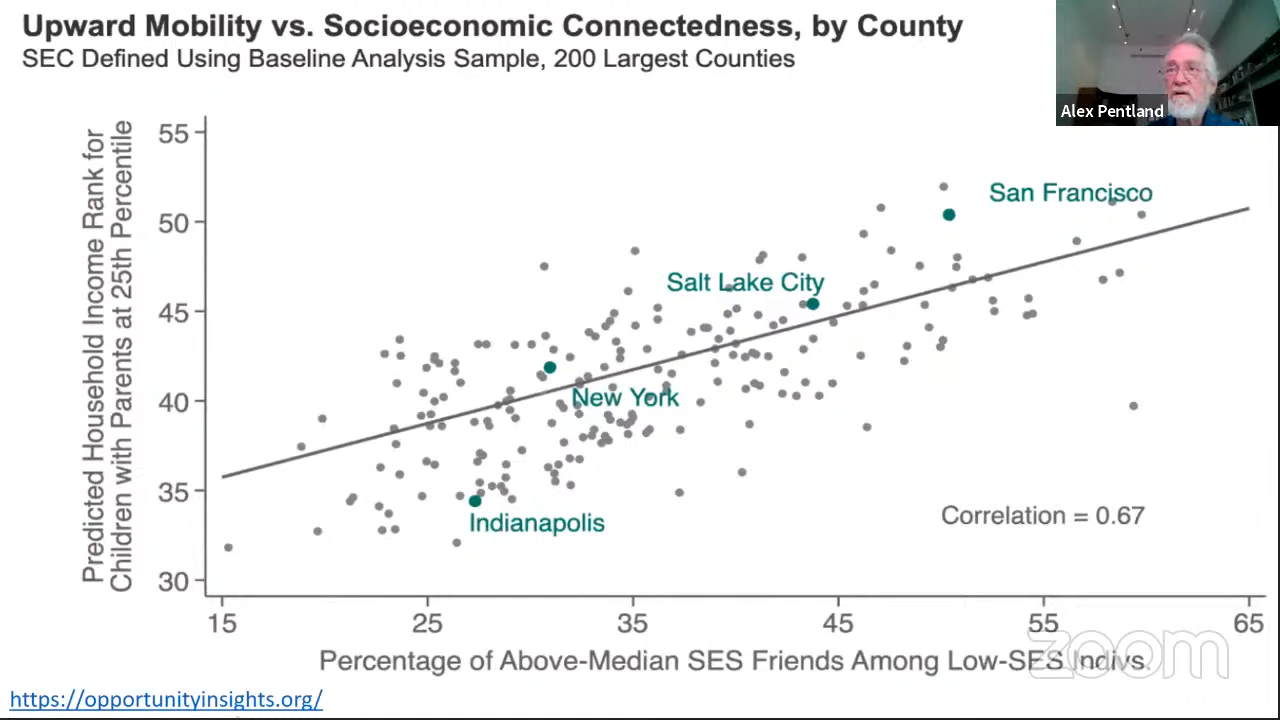 Upward Mobility vs. Socioeconomic Connectedness, by County
SEC Defined Using Baseline Analysis Sample, 200 Largest Counties
Alex Pentland
Predicted Household Income Rank for
Children with Parents at 25th Percentile
55
50
45
40
35
30
San Francisco
Salt Lake City
New York
Indianapolis
Correlation = 0.67
15
25
35
45
55
65
Percentage of Above-Median SES Friends Among Low-SES Indivs.
zoom
https://opportunityinsights.org/